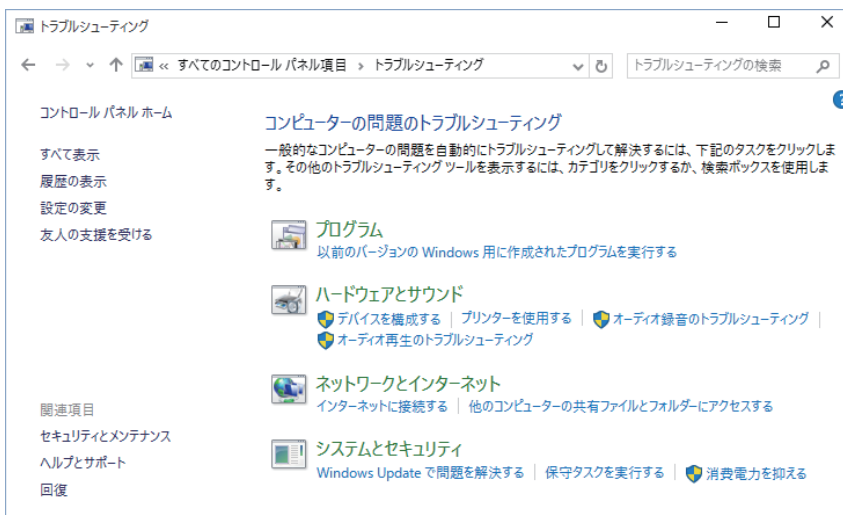 トラブルシューティング
« すべてのコントロール パネル項目 › トラブルシューティング
トラブルシューティングの検索
コントロール パネル ホーム
すべて表示
履歴の表示
設定の変更
友人の支援を受ける
コンピューターの問題のトラブルシューティング
一般的なコンピューターの問題を自動的にトラブルシューティングして解決するには、下記のタスクをクリックしま
す。その他のトラブルシューティング ツールを表示するには、カテゴリをクリックするか、検索ボックスを使用しま
す。
プログラム
以前のバージョンの Windows 用に作成されたプログラムを実行する
ハードウェアとサウンド
デバイスを構成する | プリンターを使用する | オーディオ録音のトラブルシューティング |
オーディオ再生のトラブルシューティング
ネットワークとインターネット
インターネットに接続する | 他のコンピューターの共有ファイルとフォルダーにアクセスする
システムとセキュリティ
Windows Update で問題を解決する | 保守タスクを実行する | 消費電力を抑える
関連項目
セキュリティとメンテナンス
ヘルプとサポート
回復